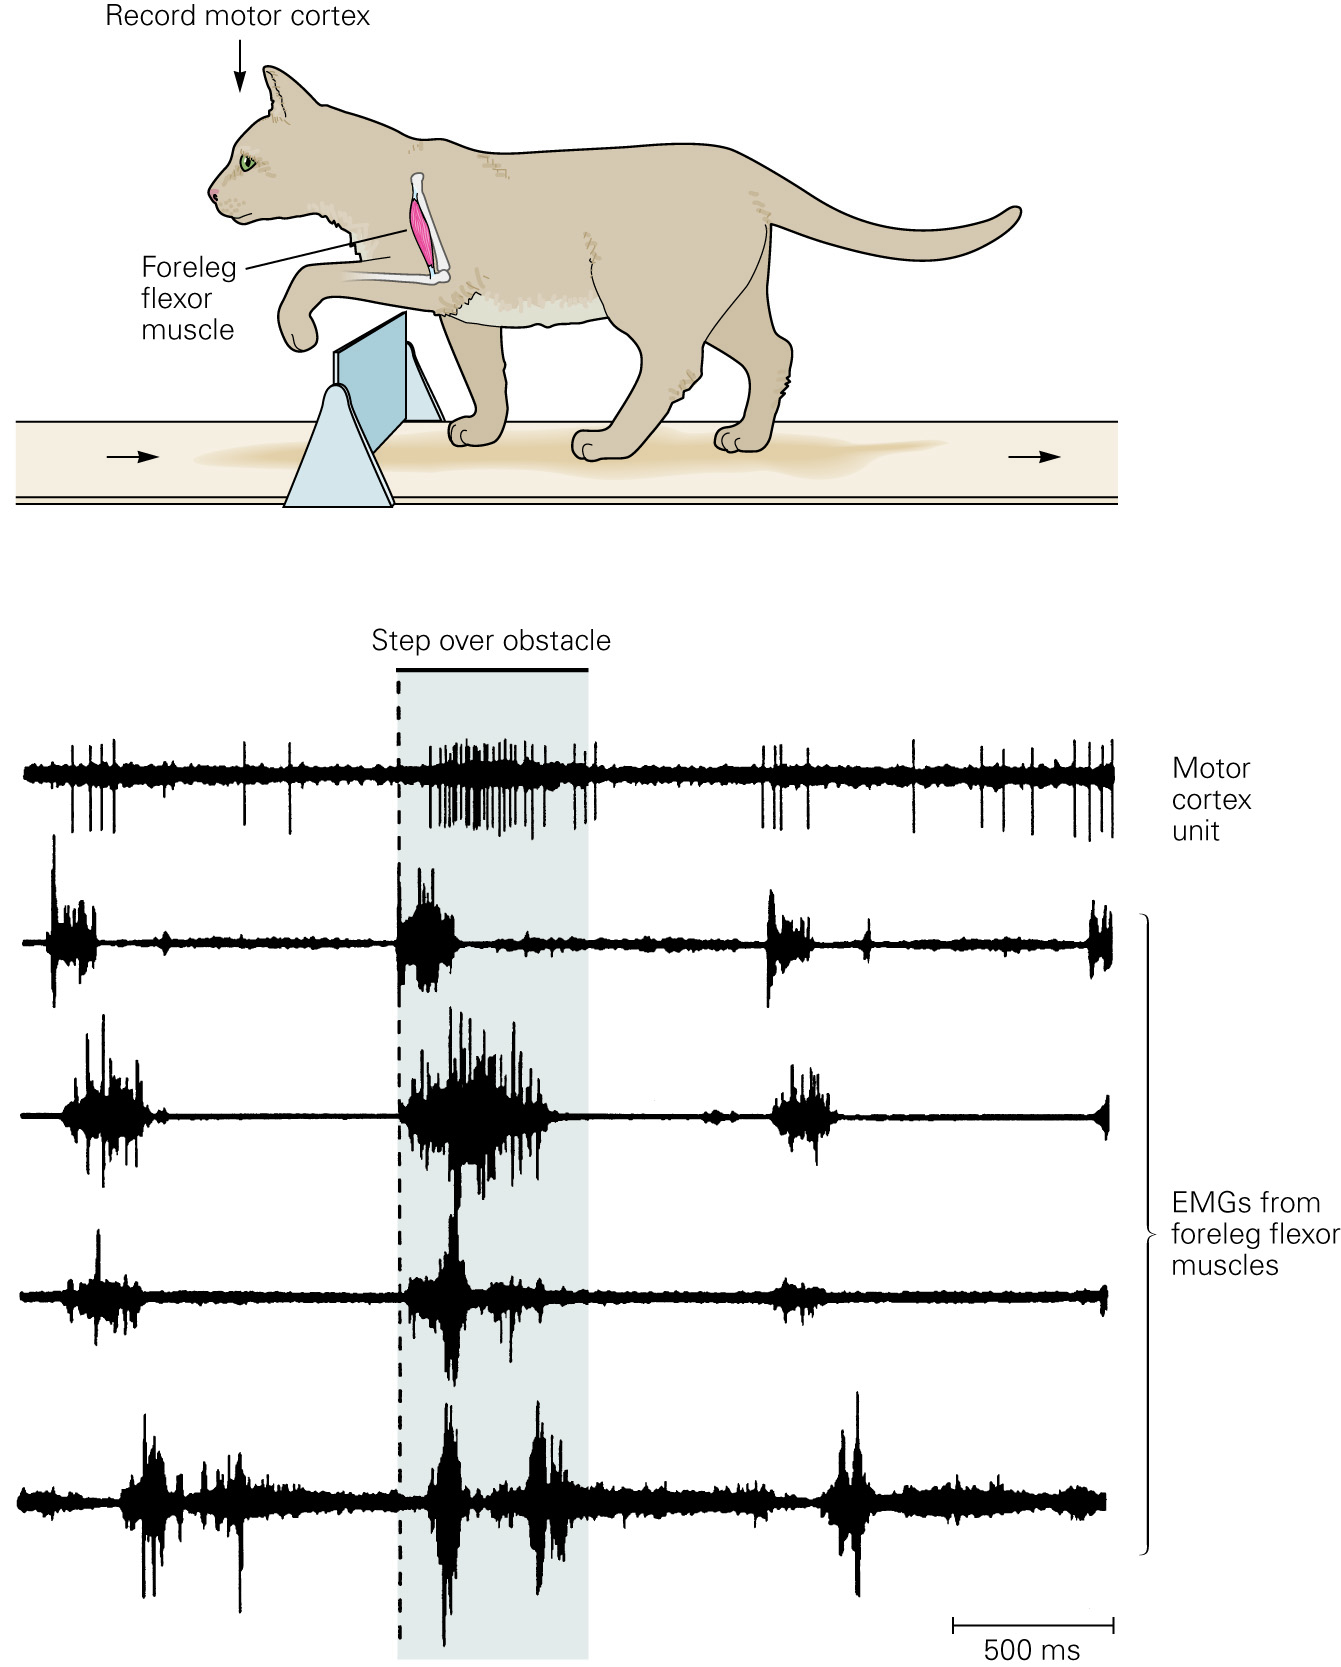 Record motor cortex
Foreleg
flexor
muscle
Step over obstacle
Motor
cortex
unit
EMGs from
foreleg flexor
muscles
500 ms